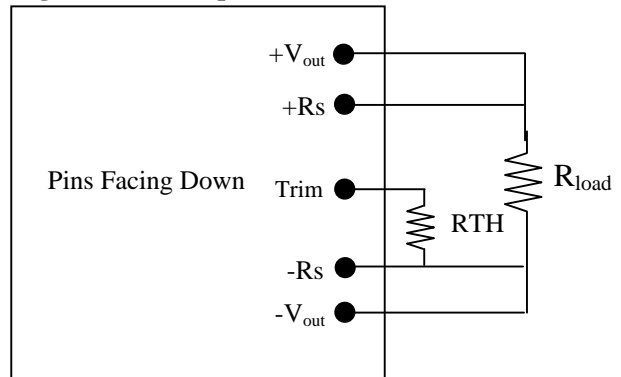 +Vout
+Rs
Pins Facing Down
Trim
Rload
RTH
-Rs
-Vout